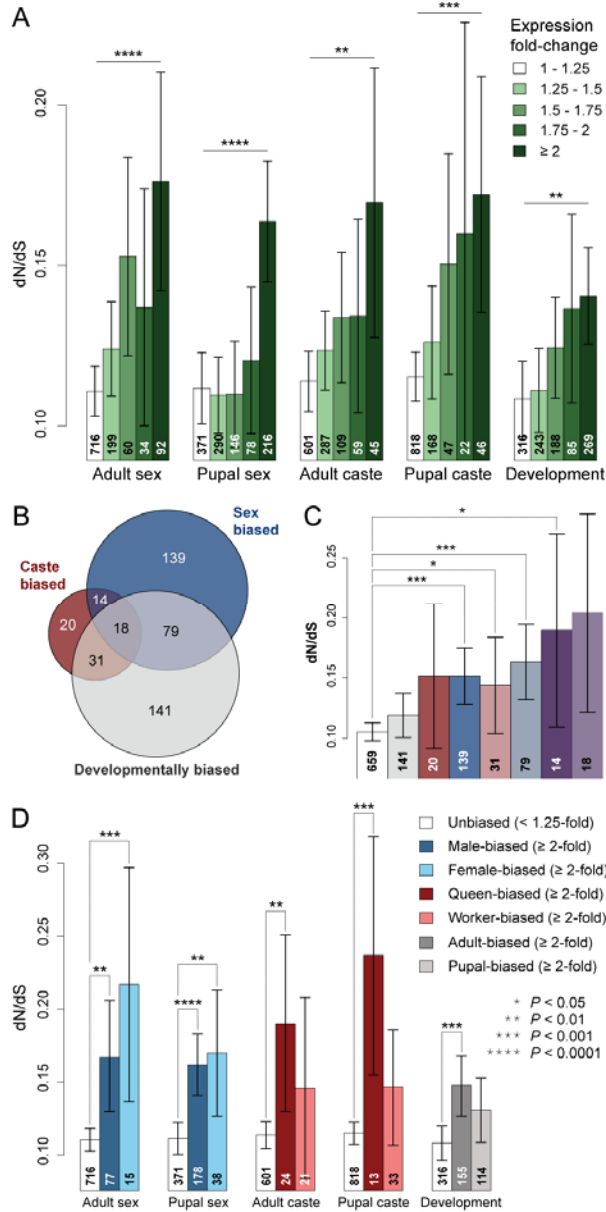 A
Expression
fold-change
1 - 1.25
1.25 - 1.5
1.5 - 1.75
1.75 - 2
≥ 2
**** **** ** *** **
dN/dS
0.20
0.15
0.10
716 199 60 34 92
371 290 146 78 216
601 287 109 59 45
818 168 47 22 46
316 243 188 85 269
Adult sex Pupal sex Adult caste Pupal caste Development
B
Sex
biased
Caste
biased
139
14
20
18
79
31
141
Developmentally biased
C
*
***
*
***
dN/dS
0.25
0.20
0.15
0.10
659 141 20 139 31 79 14 18
D
Unbiased (< 1.25-fold)
Male-biased (≥ 2-fold)
Female-biased (≥ 2-fold)
Queen-biased (≥ 2-fold)
Worker-biased (≥ 2-fold)
Adult-biased (≥ 2-fold)
Pupal-biased (≥ 2-fold)
* P < 0.05
** P < 0.01
*** P < 0.001
**** P < 0.0001
*** ** ** **** ** *** ***
dN/dS
0.30
0.25
0.20
0.15
0.10
716 77 15
371 178 38
601 24 21
818 13 33
316 155 114
Adult sex Pupal sex Adult caste Pupal caste Development